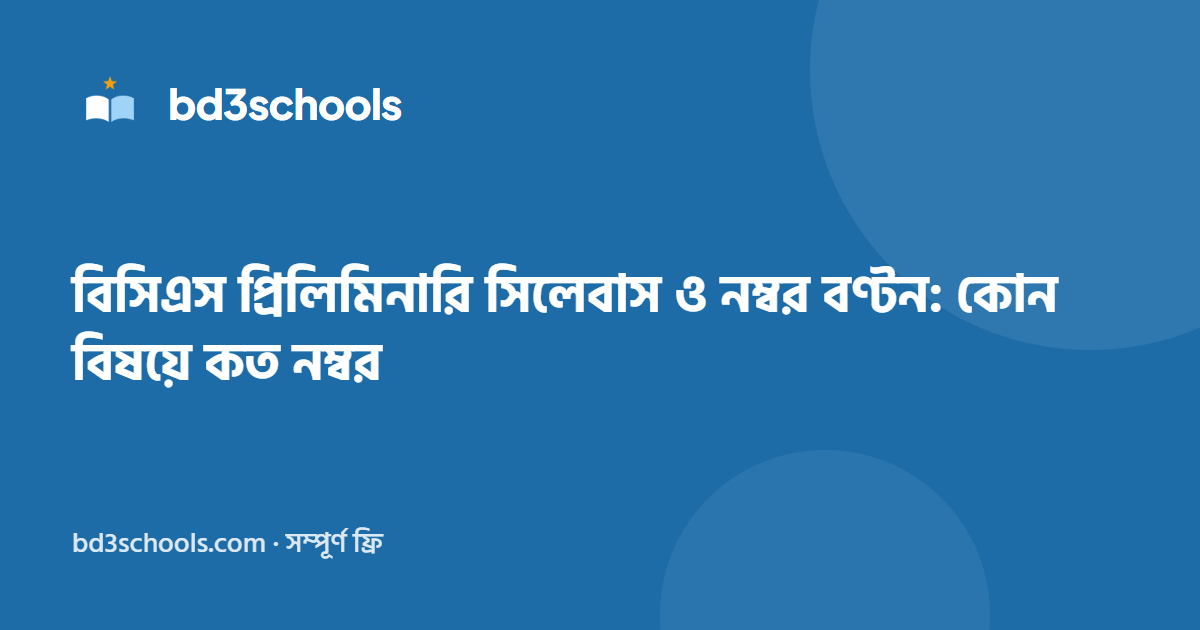 bd3schools
বিসিএস প্রিলিমিনারি সিলেবাস ও নম্বর বণ্টন: কোন
বিষয়ে কত নম্বর
bd3schools.com · সম্পূর্ণ ফ্রি